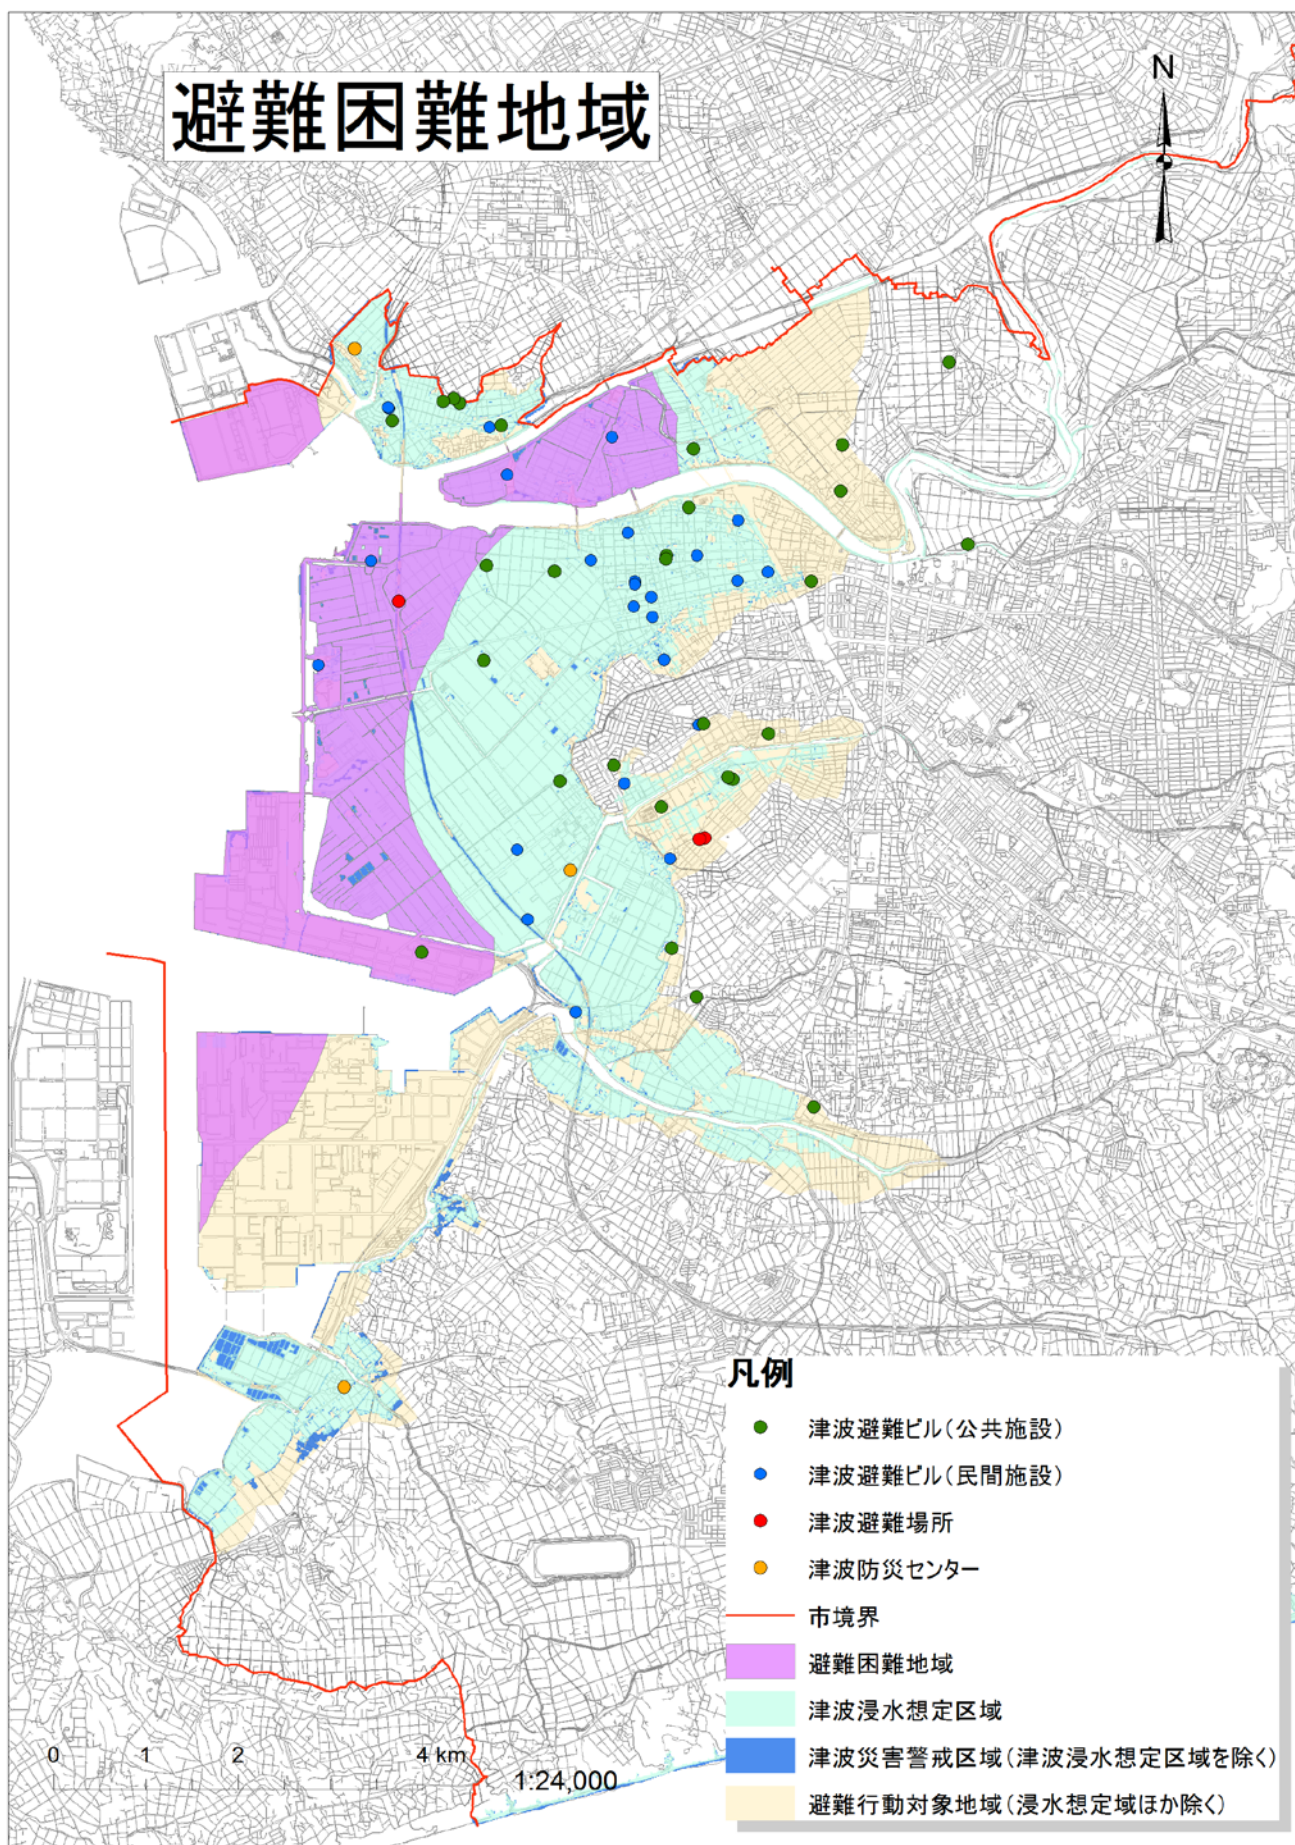 避難困難地域
N
凡例
津波避難ビル(公共施設)
津波避難ビル(民間施設)
津波避難場所
津波防災センター
市境界
避難困難地域
津波浸水想定区域
津波災害警戒区域(津波浸水想定区域を除く)
避難行動対象地域(浸水想定域ほか除く)
0 1 2 4 km
1:24,000